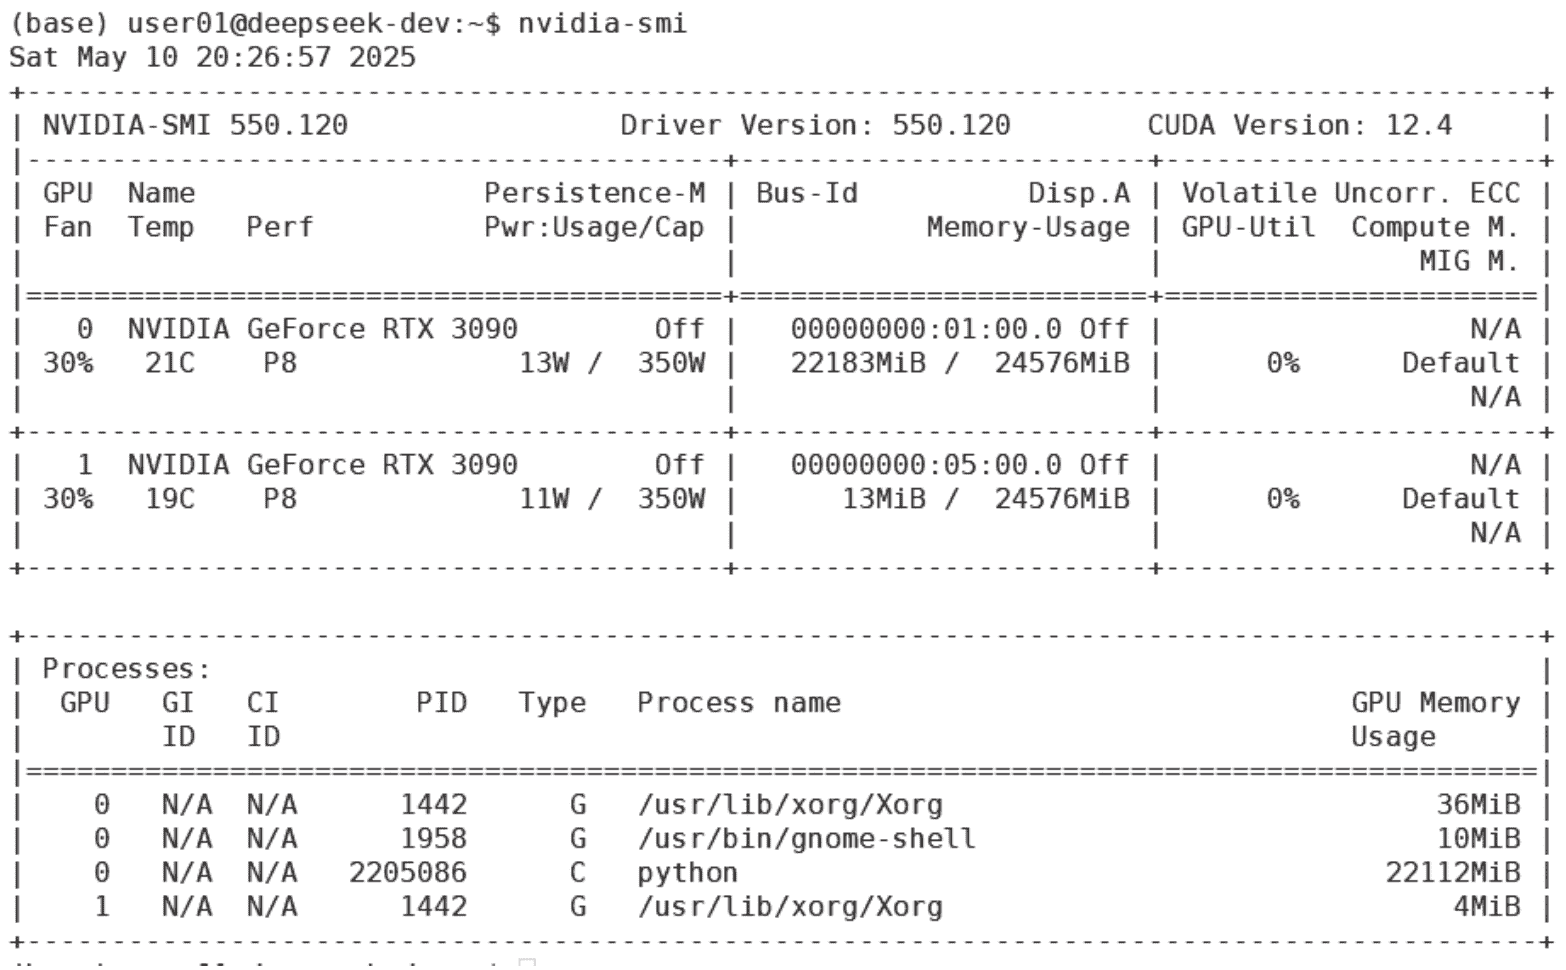 (base) user01@deepseek-dev:~$ nvidia-smi
Sat May 10 20:26:57 2025
+-----------------------------------------------------------------------------------------+
| NVIDIA-SMI 550.120                Driver Version: 550.120        CUDA Version: 12.4     |
|-----------------------------------------+------------------------+----------------------+
| GPU  Name                 Persistence-M | Bus-Id          Disp.A | Volatile Uncorr. ECC |
| Fan  Temp   Perf          Pwr:Usage/Cap |           Memory-Usage | GPU-Util  Compute M. |
|                                         |                        |               MIG M. |
|=========================================+========================+======================|
|   0  NVIDIA GeForce RTX 3090        Off |   00000000:01:00.0 Off |                  N/A |
| 30%   21C    P8             13W /  350W |   22183MiB /  24576MiB |      0%      Default |
|                                         |                        |                  N/A |
+-----------------------------------------+------------------------+----------------------+
|   1  NVIDIA GeForce RTX 3090        Off |   00000000:05:00.0 Off |                  N/A |
| 30%   19C    P8             11W /  350W |      13MiB /  24576MiB |      0%      Default |
|                                         |                        |                  N/A |
+-----------------------------------------+------------------------+----------------------+
+-----------------------------------------------------------------------------------------+
| Processes:                                                                              |
|  GPU   GI   CI        PID   Type   Process name                              GPU Memory |
|        ID   ID                                                               Usage      |
|=========================================================================================|
|    0   N/A  N/A      1442      G   /usr/lib/xorg/Xorg                             36MiB |
|    0   N/A  N/A      1958      G   /usr/bin/gnome-shell                           10MiB |
|    0   N/A  N/A   2205086      C   python                                      22112MiB |
|    1   N/A  N/A      1442      G   /usr/lib/xorg/Xorg                              4MiB |
+-----------------------------------------------------------------------------------------+